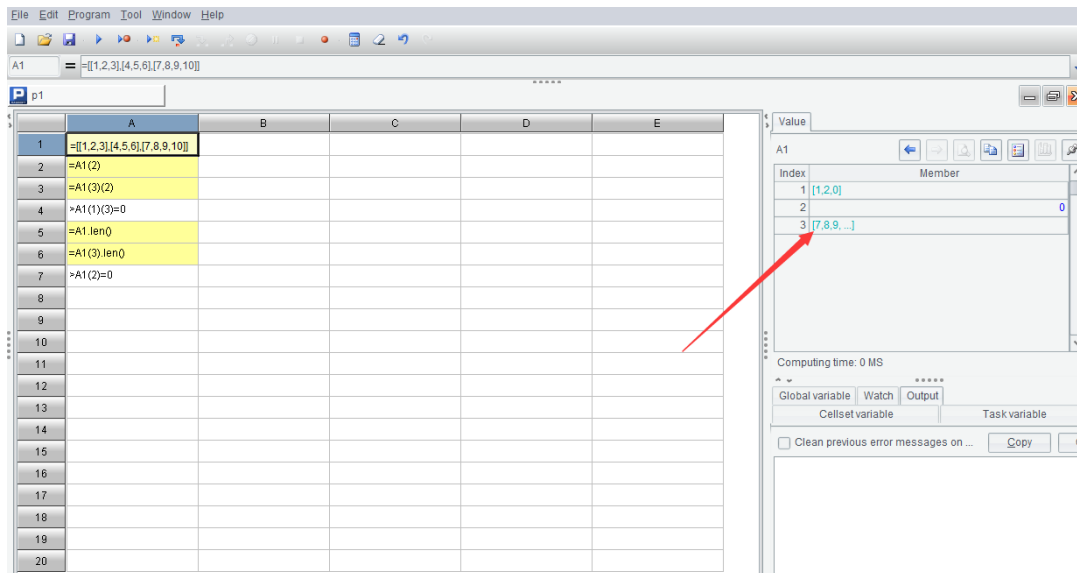 File Edit Program Tool Window Help
A1 = =[[1,2,3],[4,5,6],[7,8,9,10]]
p1
A B C D E
1 =[[1,2,3],[4,5,6],[7,8,9,10]]
2 =A1(2)
3 =A1(3)(2)
4 >A1(1)(3)=0
5 =A1.len()
6 =A1(3).len()
7 >A1(2)=0
8
9
10
11
12
13
14
15
16
17
18
19
20
Value
A1
Index Member
1 [1,2,0]
2 0
3 [7,8,9, ...]
Computing time: 0 MS
Global variable Watch Output
Cellset variable Task variable
Clean previous error messages on ... Copy